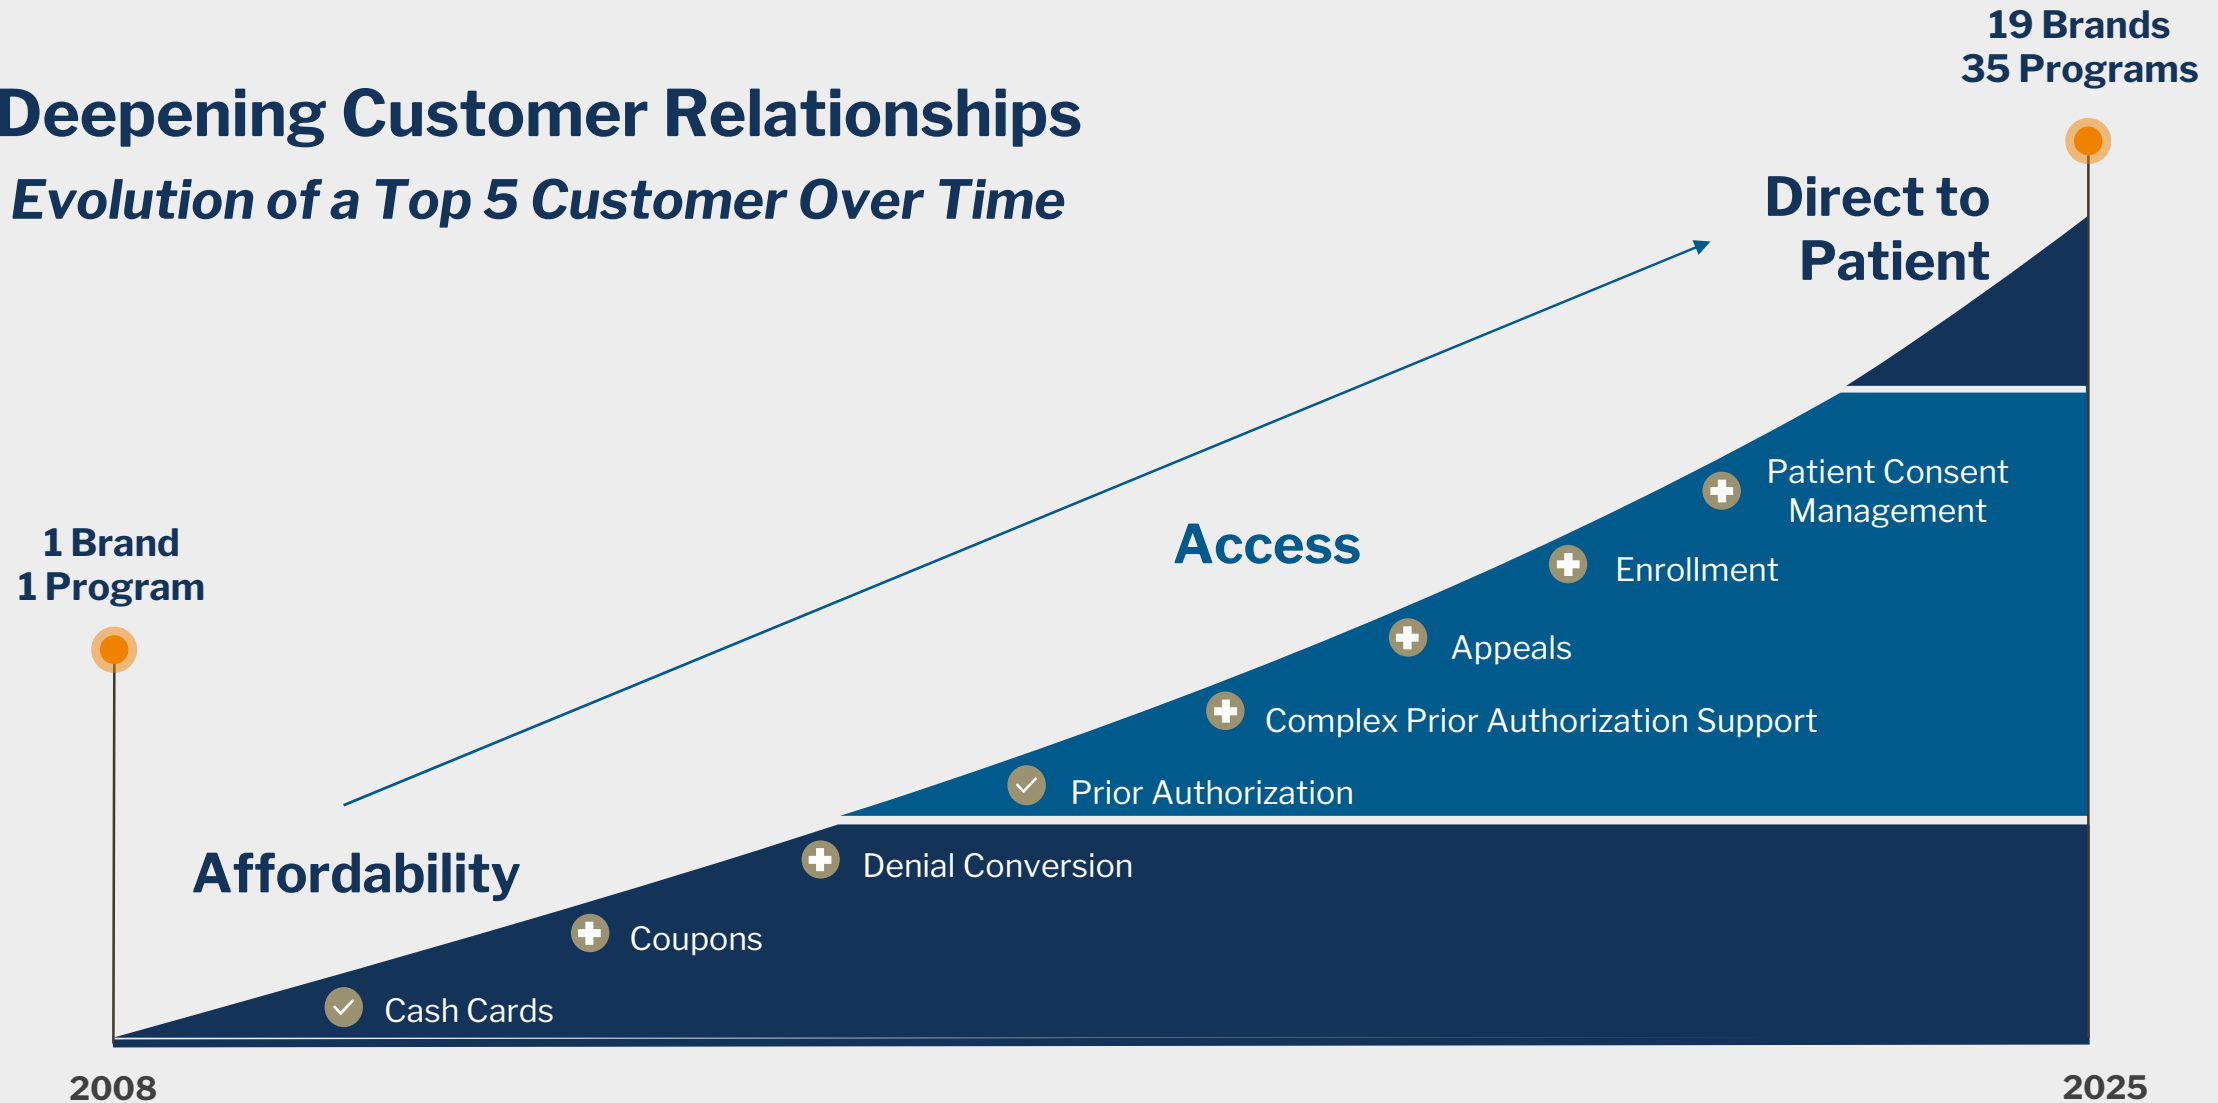 19 Brands
35 Programs
Deepening Customer Relationships
Evolution of a Top 5 Customer Over Time
Direct to
Patient
Patient Consent
Management
Access
1 Brand
1 Program
Enrollment
Appeals
Complex Prior Authorization Support
Prior Authorization
Affordability
Denial Conversion
Coupons
Cash Cards
2008
2025